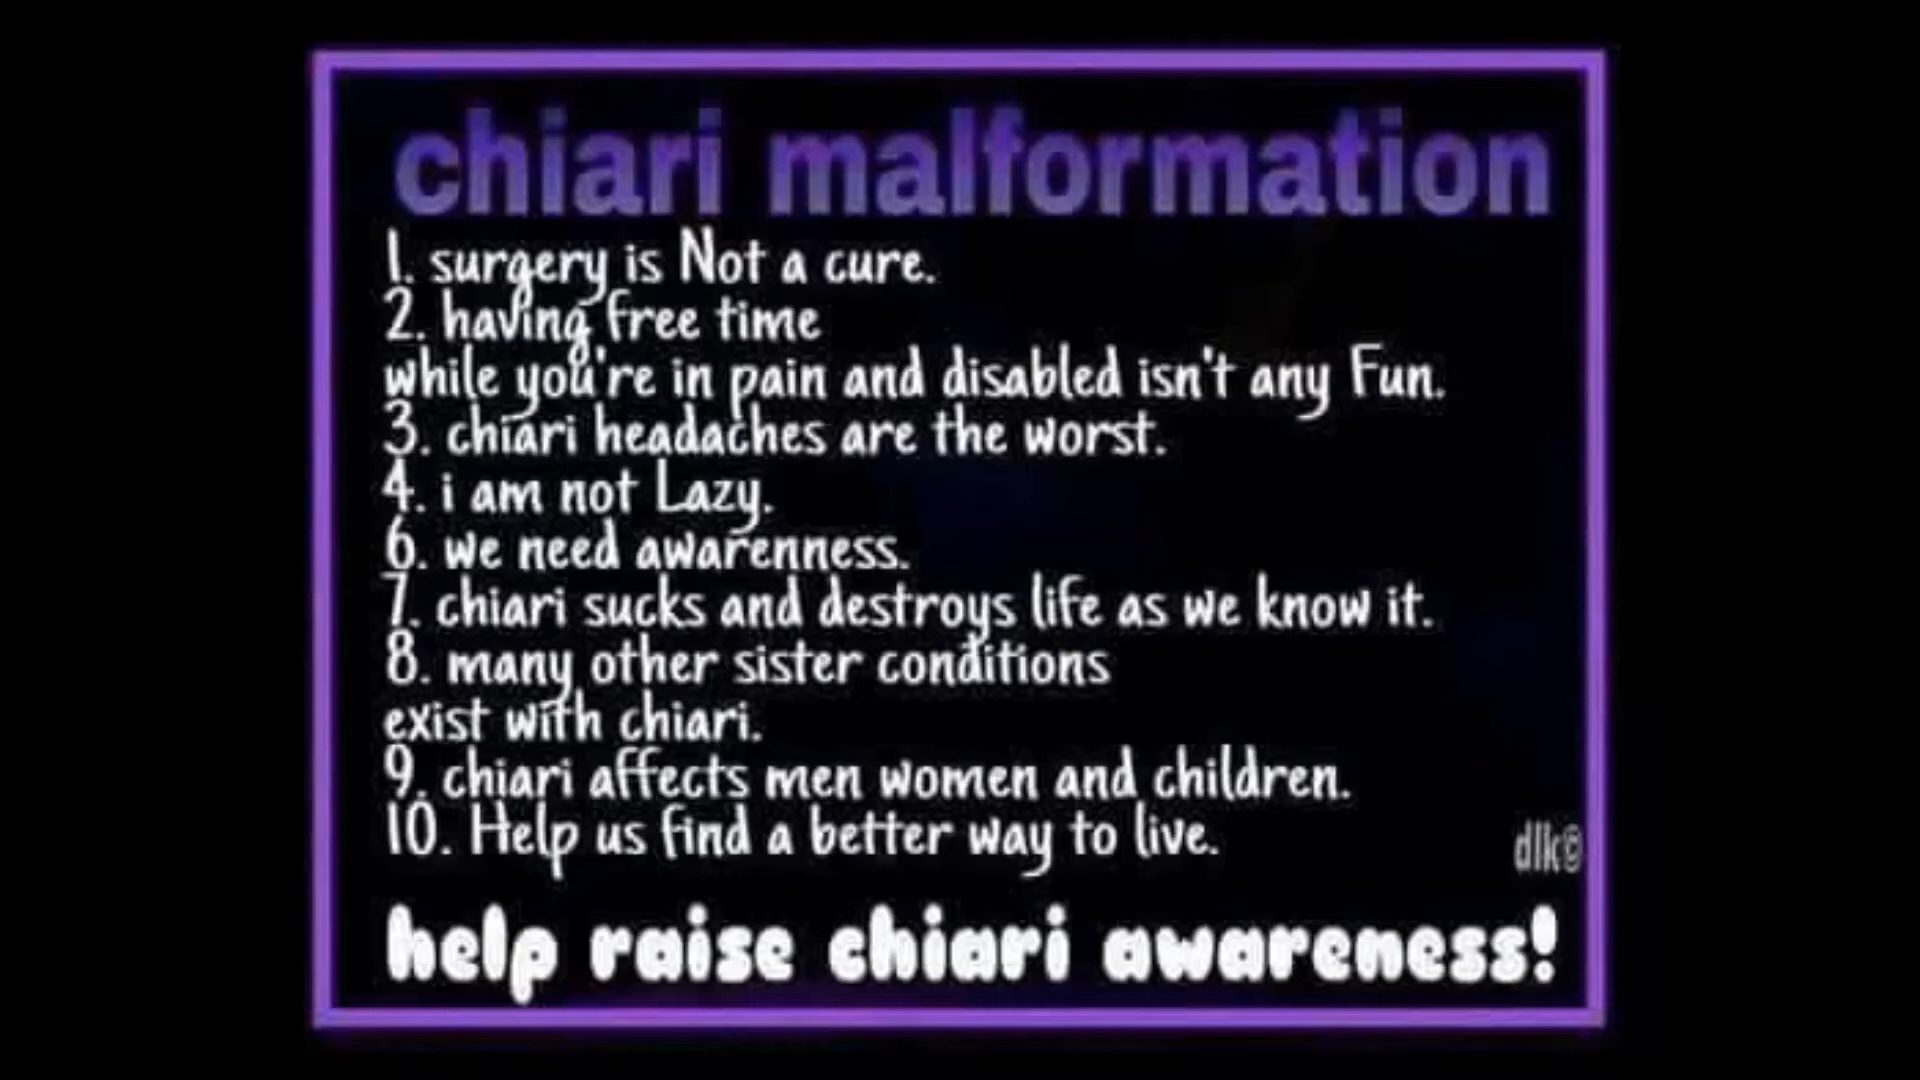 chiari malformation
1. surgery is Not a cure.
2. having free time
while you're in pain and disabled isn't any Fun.
3. chiari headaches are the worst.
4. i am not Lazy.
6. we need awarenness.
7. chiari sucks and destroys life as we know it.
8. many other sister conditions
exist with chiari.
9. chiari affects men women and children.
10. Help us find a better way to live.
dlk©
help raise chiari awareness!